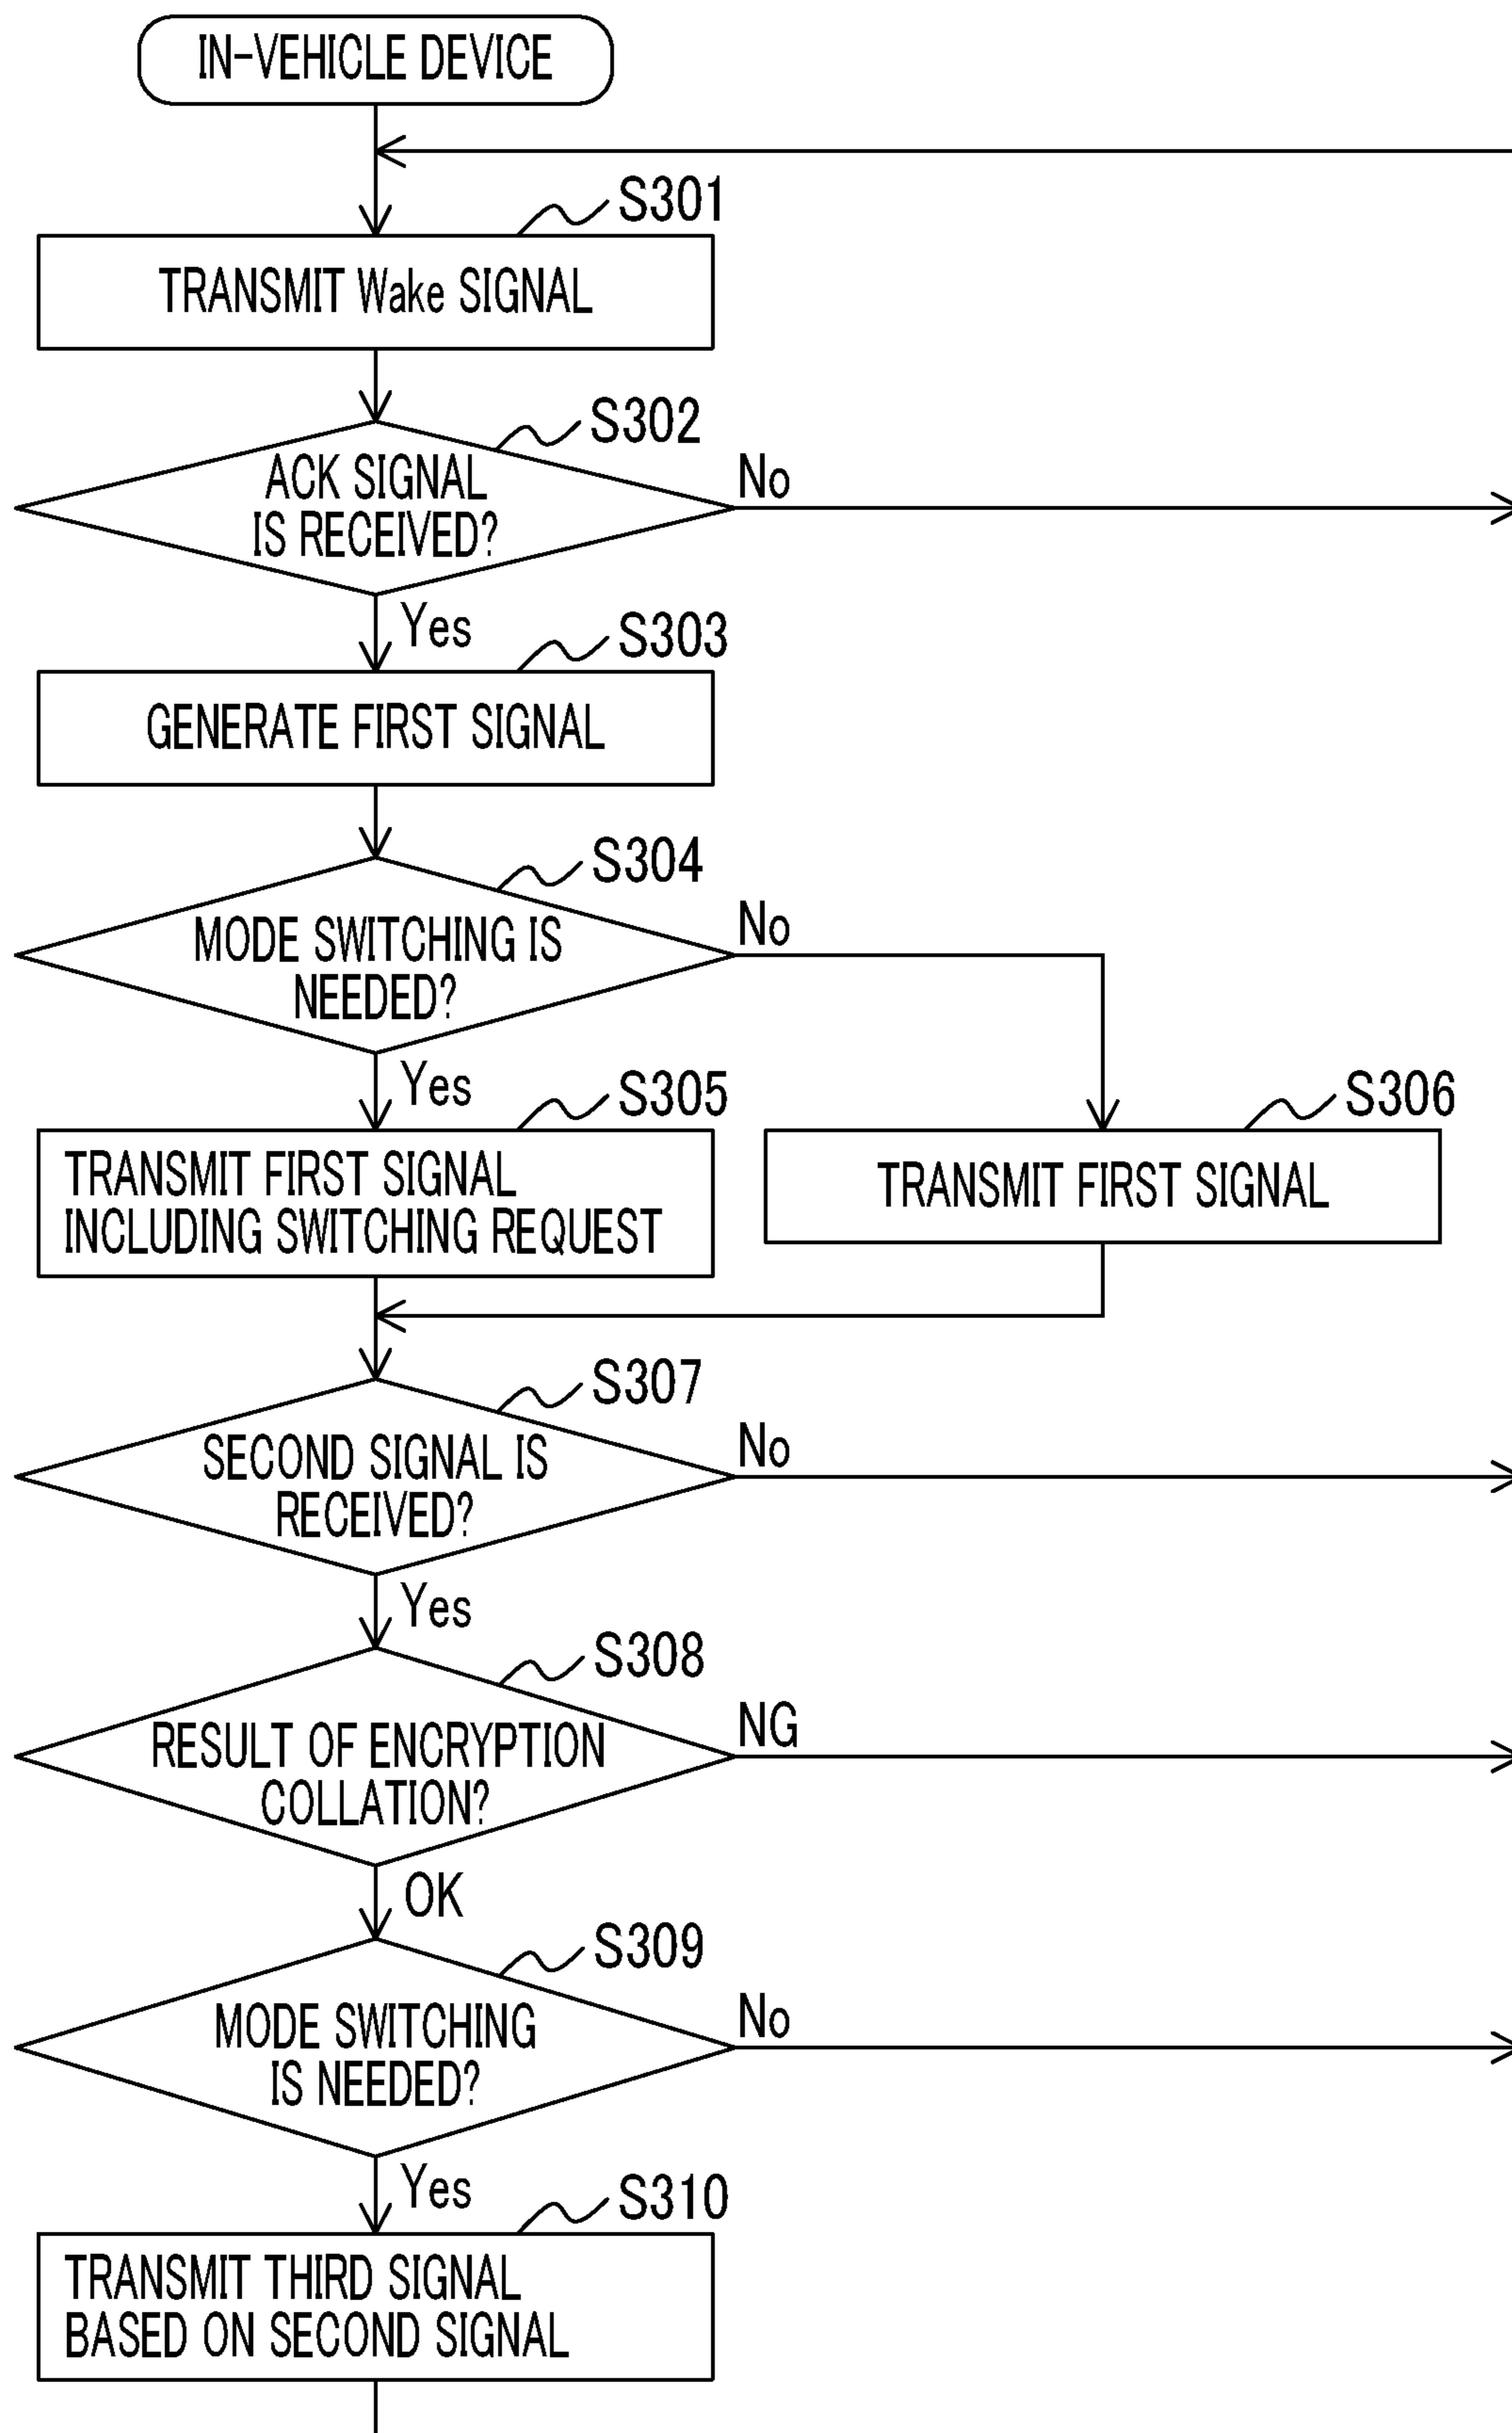 IN-VEHICLE DEVICE
S301
TRANSMIT Wake SIGNAL
S302
ACK SIGNAL
IS RECEIVED?
No
Yes
S303
GENERATE FIRST SIGNAL
S304
MODE SWITCHING IS
NEEDED?
No
Yes
S305
TRANSMIT FIRST SIGNAL
INCLUDING SWITCHING REQUEST
S306
TRANSMIT FIRST SIGNAL
S307
SECOND SIGNAL IS
RECEIVED?
No
Yes
S308
RESULT OF ENCRYPTION
COLLATION?
NG
OK
S309
MODE SWITCHING
IS NEEDED?
No
Yes
S310
TRANSMIT THIRD SIGNAL
BASED ON SECOND SIGNAL